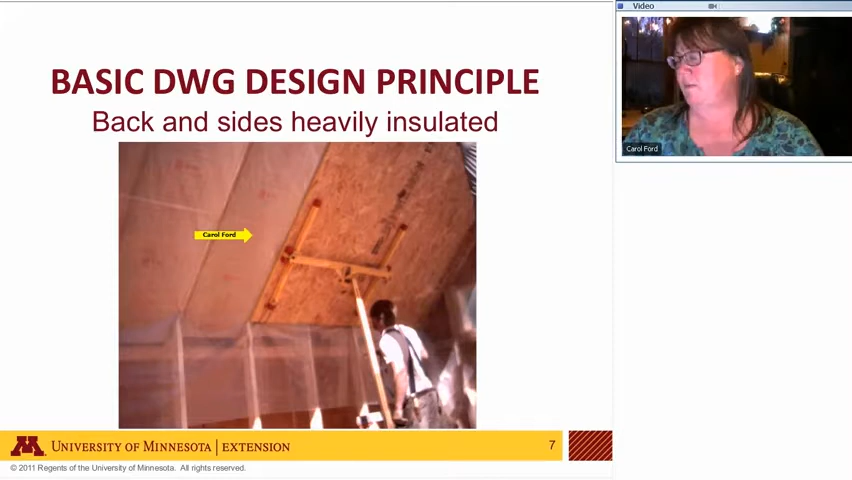 Video
BASIC DWG DESIGN PRINCIPLE
Back and sides heavily insulated
Carol Ford
Carol Ford
M UNIVERSITY OF MINNESOTA | EXTENSION
7
© 2011 Regents of the University of Minnesota. All rights reserved.